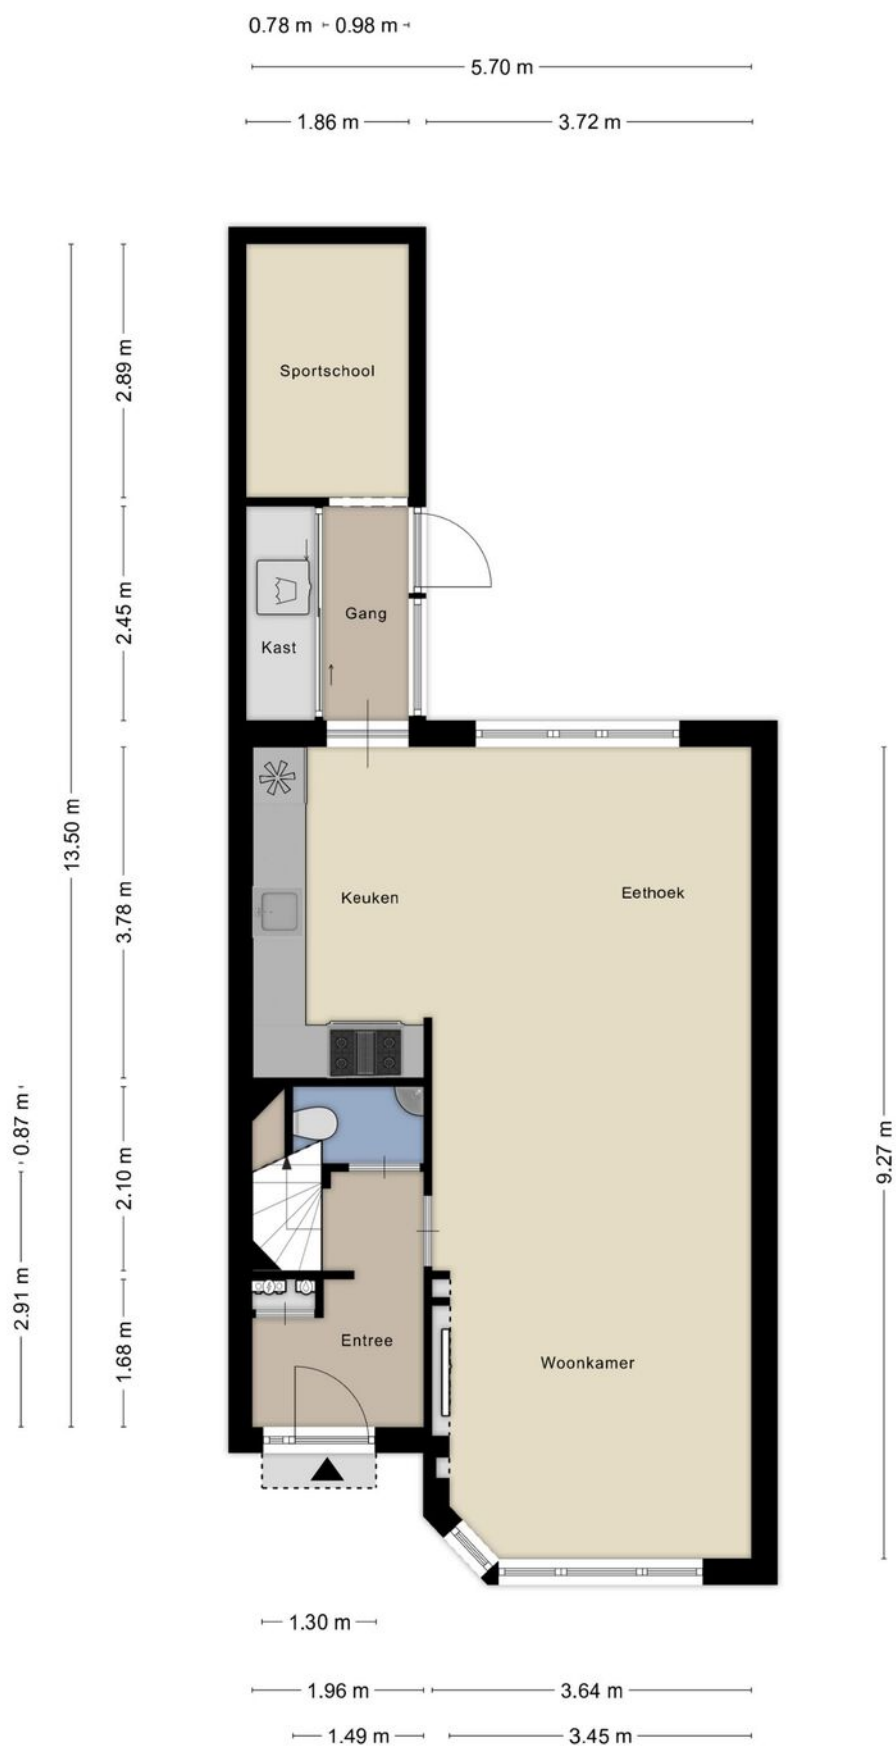 0.78 m 0.98 m
5.70 m
1.86 m 3.72 m
2.89 m
Sportschool
2.45 m
Gang
Kast
13.50 m
3.78 m
Keuken
Eethoek
0.87 m
2.10 m
9.27 m
2.91 m
1.68 m
Entree
Woonkamer
1.30 m
1.96 m 3.64 m
1.49 m 3.45 m